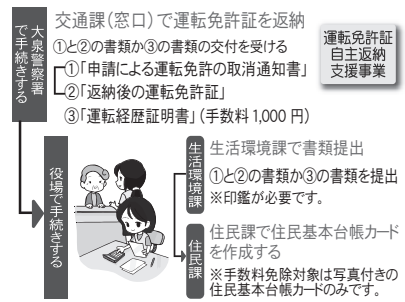 大泉警察署で手続きする
交通課(窓口)で運転免許証を返納
①と②の書類か③の書類の交付を受ける
①「申請による運転免許の取消通知書」
②「返納後の運転免許証」
③「運転経歴証明書」(手数料1,000円)
運転免許証
自主返納
支援事業
役場で手続きする
生活環境課
生活環境課で書類提出
①と②の書類か③の書類を提出
※印鑑が必要です。
住民課
住民課で住民基本台帳カード
を作成する
※手数料免除対象は写真付きの
住民基本台帳カードのみです。